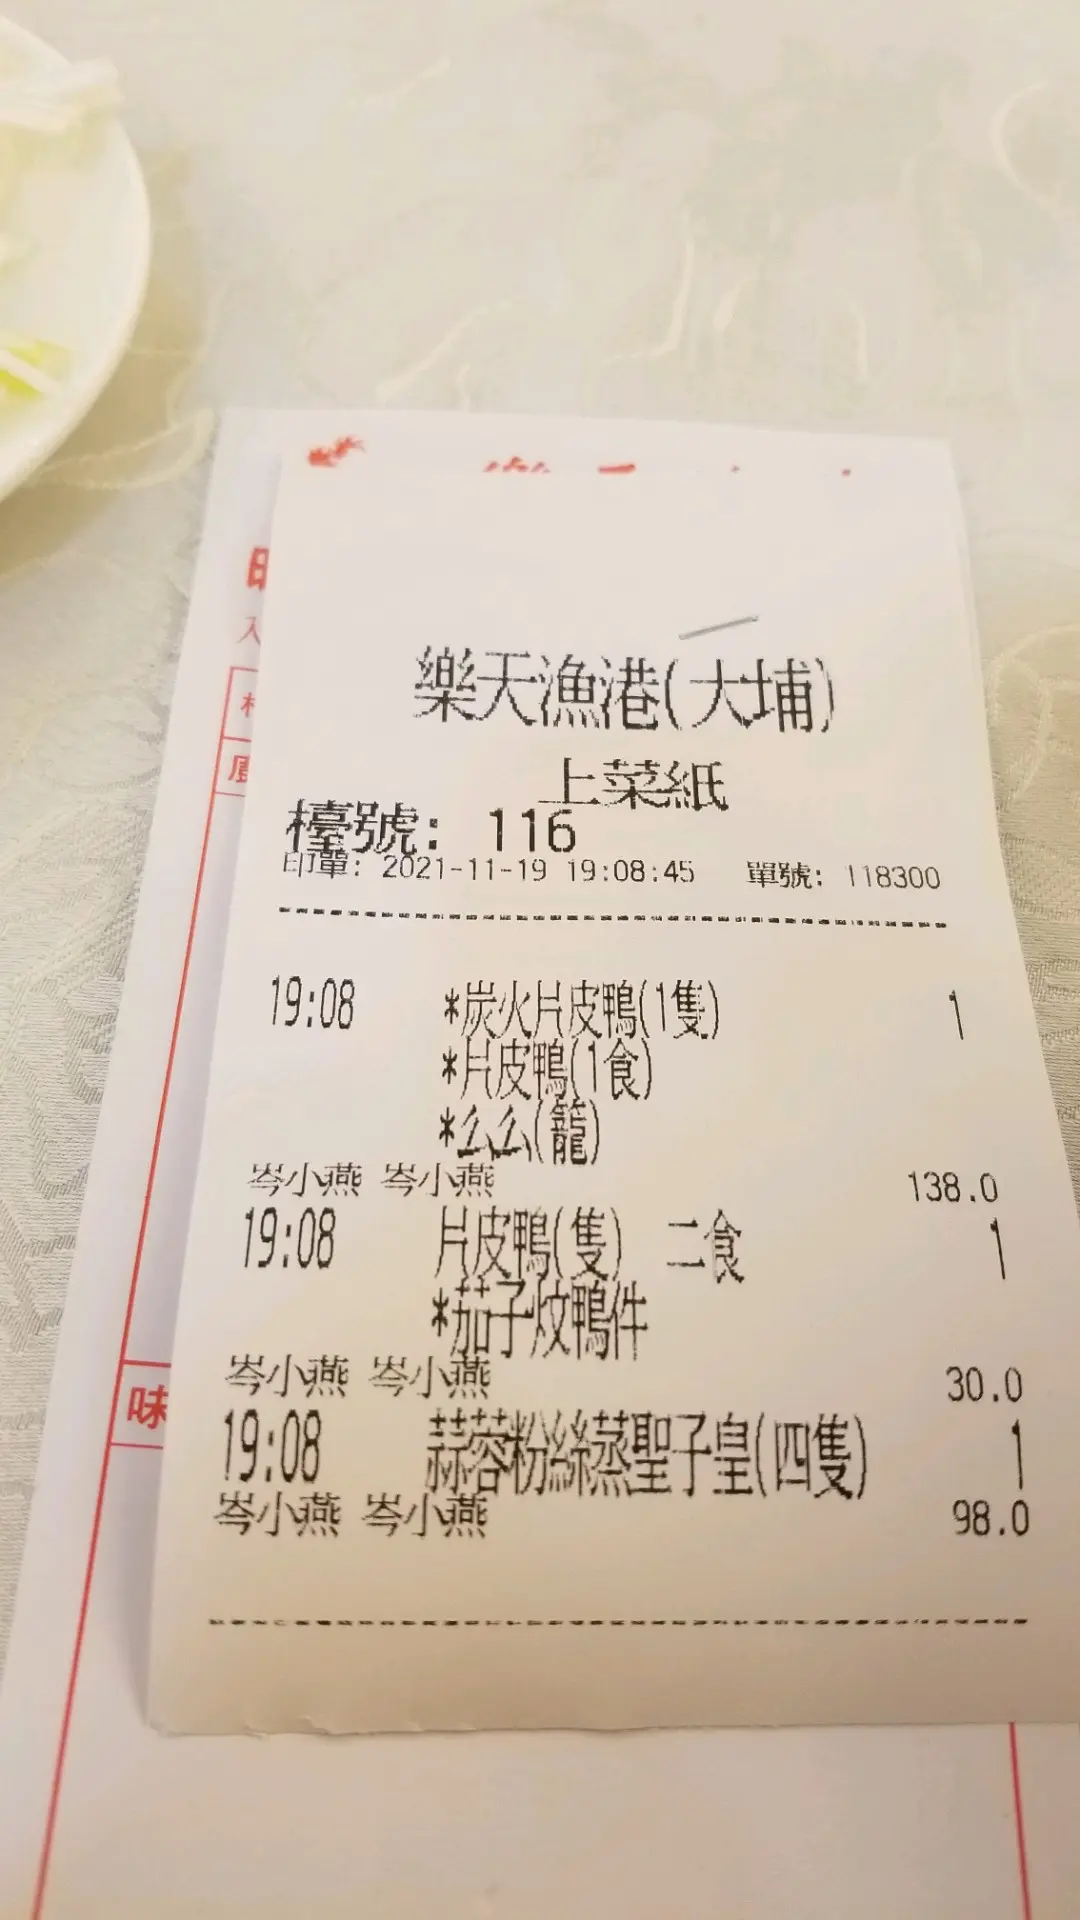 樂天漁港(大埔)
上菜紙
檯號: 116
印單: 2021-11-19 19:08:45 單號: 118300
19:08 *炭火片皮鴨(1隻) 1
*片皮鴨(1食)
*么么(籠)
岑小燕 岑小燕 138.0
19:08 片皮鴨(隻) 二食 1
*茄子炆鴨件
岑小燕 岑小燕 30.0
19:08 蒜蓉粉絲蒸聖子皇(四隻) 1
岑小燕 岑小燕 98.0
味